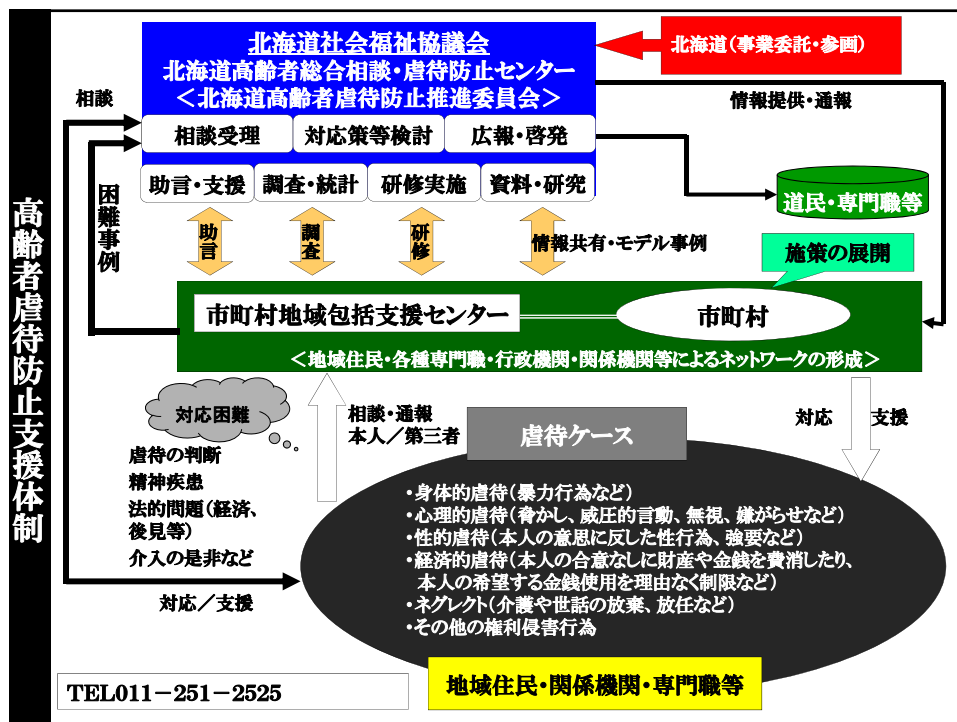 高齢者虐待防止支援体制
北海道社会福祉協議会
北海道高齢者総合相談・虐待防止センター
＜北海道高齢者虐待防止推進委員会＞
相談受理
対応策等検討
広報・啓発
助言・支援
調査・統計
研修実施
資料・研究
北海道(事業委託・参画)
相談
情報提供・通報
困難事例
道民・専門職等
助言
調査
研修
情報共有・モデル事例
施策の展開
市町村地域包括支援センター
市町村
＜地域住民・各種専門職・行政機関・関係機関等によるネットワークの形成＞
対応困難
相談・通報
本人／第三者
虐待ケース
対応
支援
虐待の判断
精神疾患
法的問題(経済、
後見等)
介入の是非など
・身体的虐待(暴力行為など)
・心理的虐待(脅かし、威圧的言動、無視、嫌がらせなど)
・性的虐待(本人の意思に反した性行為、強要など)
・経済的虐待(本人の合意なしに財産や金銭を費消したり、
本人の希望する金銭使用を理由なく制限など)
・ネグレクト(介護や世話の放棄、放任など)
・その他の権利侵害行為
対応／支援
地域住民・関係機関・専門職等
TEL011－251－2525